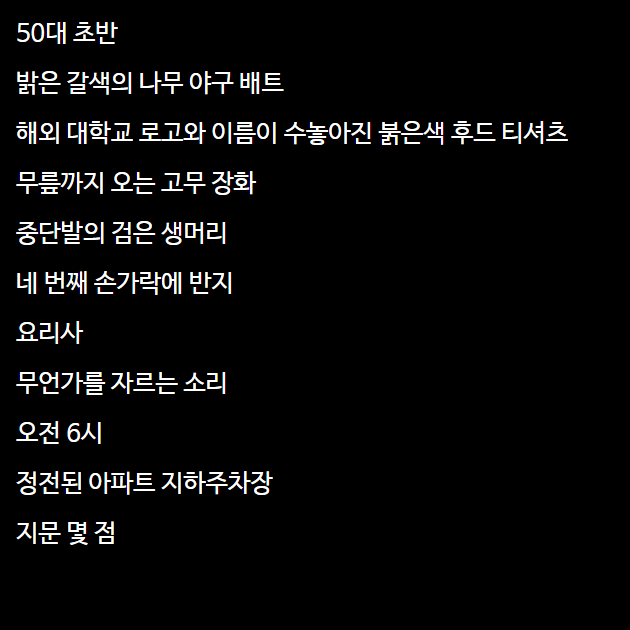 50대 초반
밝은 갈색의 나무 야구 배트
해외 대학교 로고와 이름이 수놓아진 붉은색 후드 티셔츠
무릎까지 오는 고무 장화
중단발의 검은 생머리
네 번째 손가락에 반지
요리사
무언가를 자르는 소리
오전 6시
정전된 아파트 지하주차장
지문 몇 점